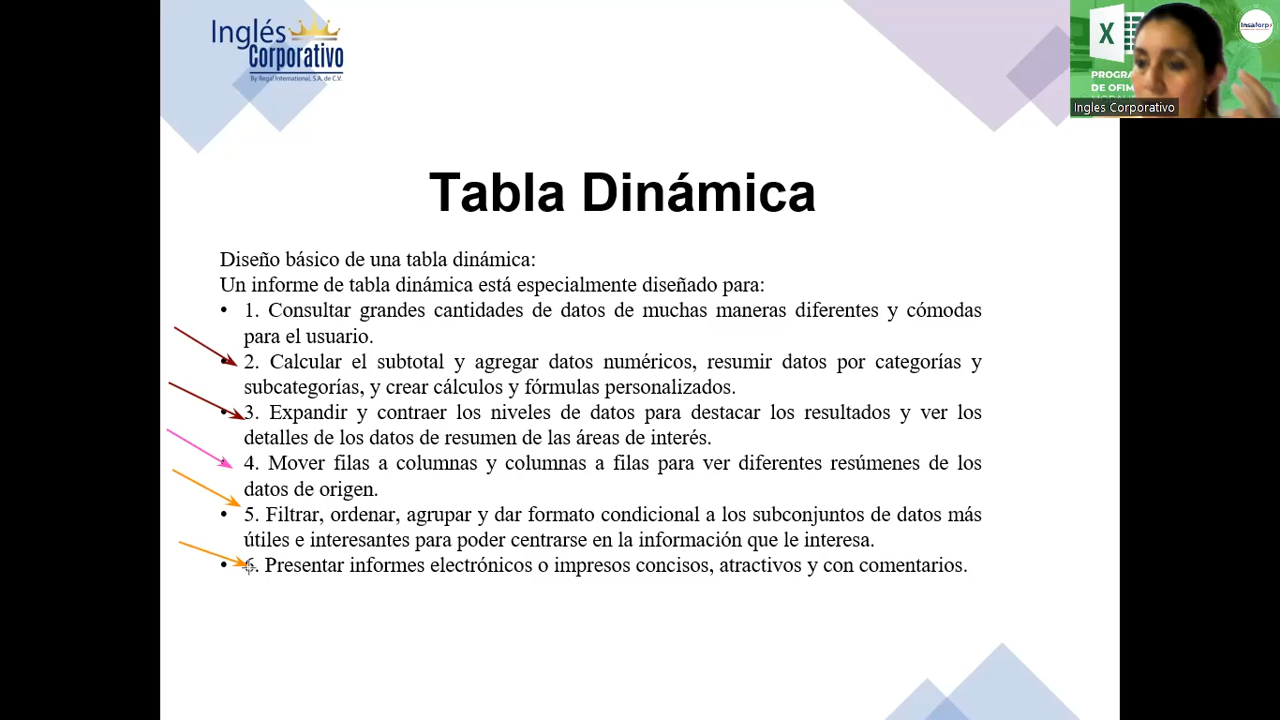 Inglés
Corporativo
By Regal International, S.A. de C.V.
X
Insaforp
PROGRA
DE OFIM
Ingles Corporativo
Tabla Dinámica
Diseño básico de una tabla dinámica:
Un informe de tabla dinámica está especialmente diseñado para:
• 1. Consultar grandes cantidades de datos de muchas maneras diferentes y cómodas
para el usuario.
• 2. Calcular el subtotal y agregar datos numéricos, resumir datos por categorías y
subcategorías, y crear cálculos y fórmulas personalizados.
• 3. Expandir y contraer los niveles de datos para destacar los resultados y ver los
detalles de los datos de resumen de las áreas de interés.
• 4. Mover filas a columnas y columnas a filas para ver diferentes resúmenes de los
datos de origen.
• 5. Filtrar, ordenar, agrupar y dar formato condicional a los subconjuntos de datos más
útiles e interesantes para poder centrarse en la información que le interesa.
• 6. Presentar informes electrónicos o impresos concisos, atractivos y con comentarios.